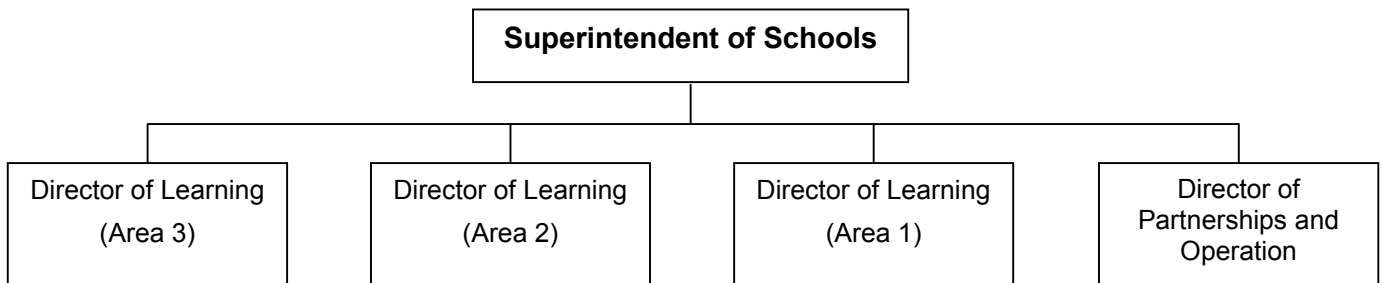 Superintendent of Schools
Director of Learning
(Area 3)
Director of Learning
(Area 2)
Director of Learning
(Area 1)
Director of
Partnerships and
Operation